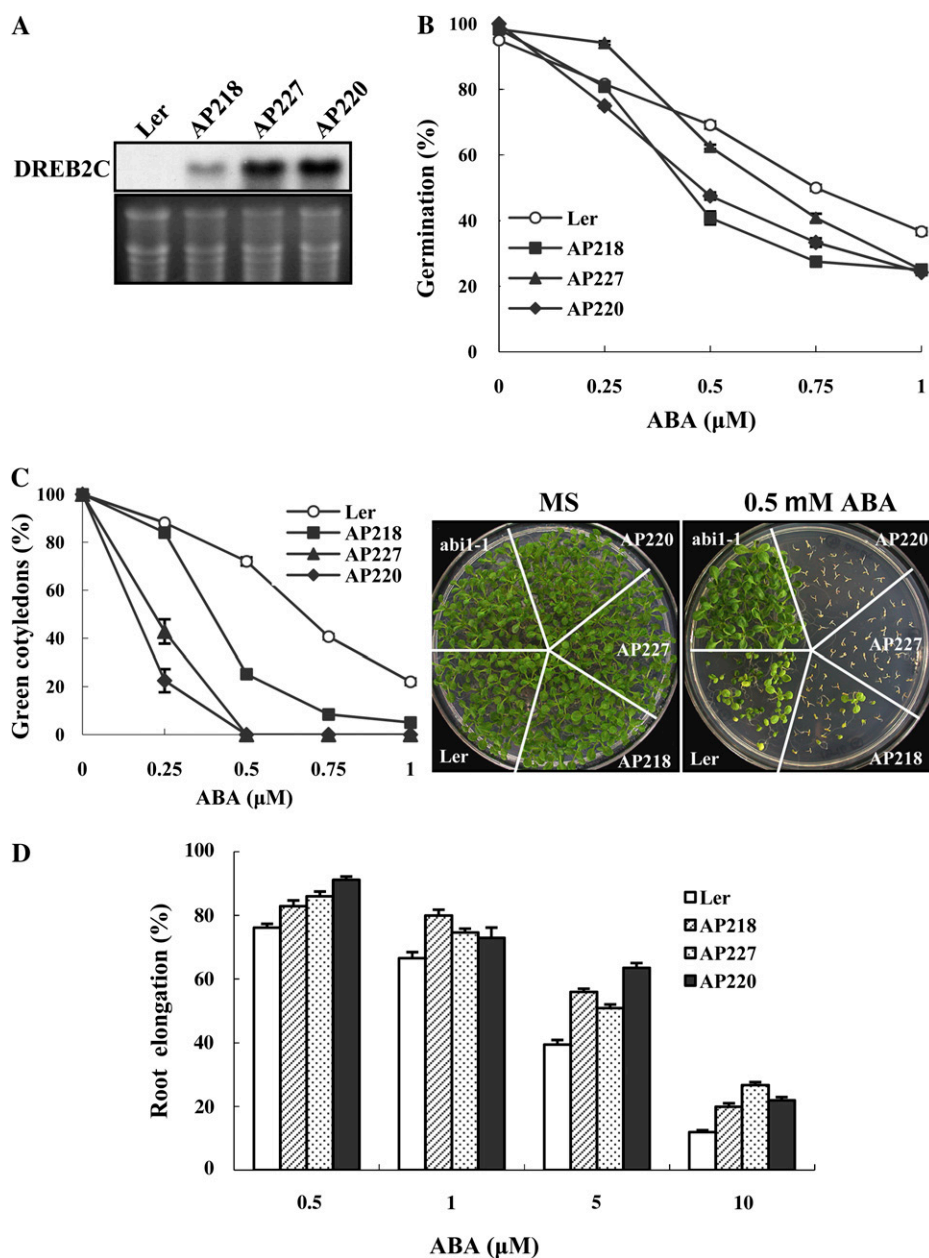 A
Ler
AP218
AP227
AP220
DREB2C
B
Germination (%)
100
80
60
40
20
0
Ler
AP218
AP227
AP220
0
0.25
0.5
0.75
1
ABA (μM)
C
Green cotyledons (%)
100
80
60
40
20
0
Ler
AP218
AP227
AP220
0
0.25
0.5
0.75
1
ABA (μM)
MS
abi1-1
AP220
AP227
AP218
Ler
0.5 mM ABA
abi1-1
AP220
AP227
AP218
Ler
D
Root elongation (%)
100
80
60
40
20
0
Ler
AP218
AP227
AP220
0.5
1
5
10
ABA (μM)